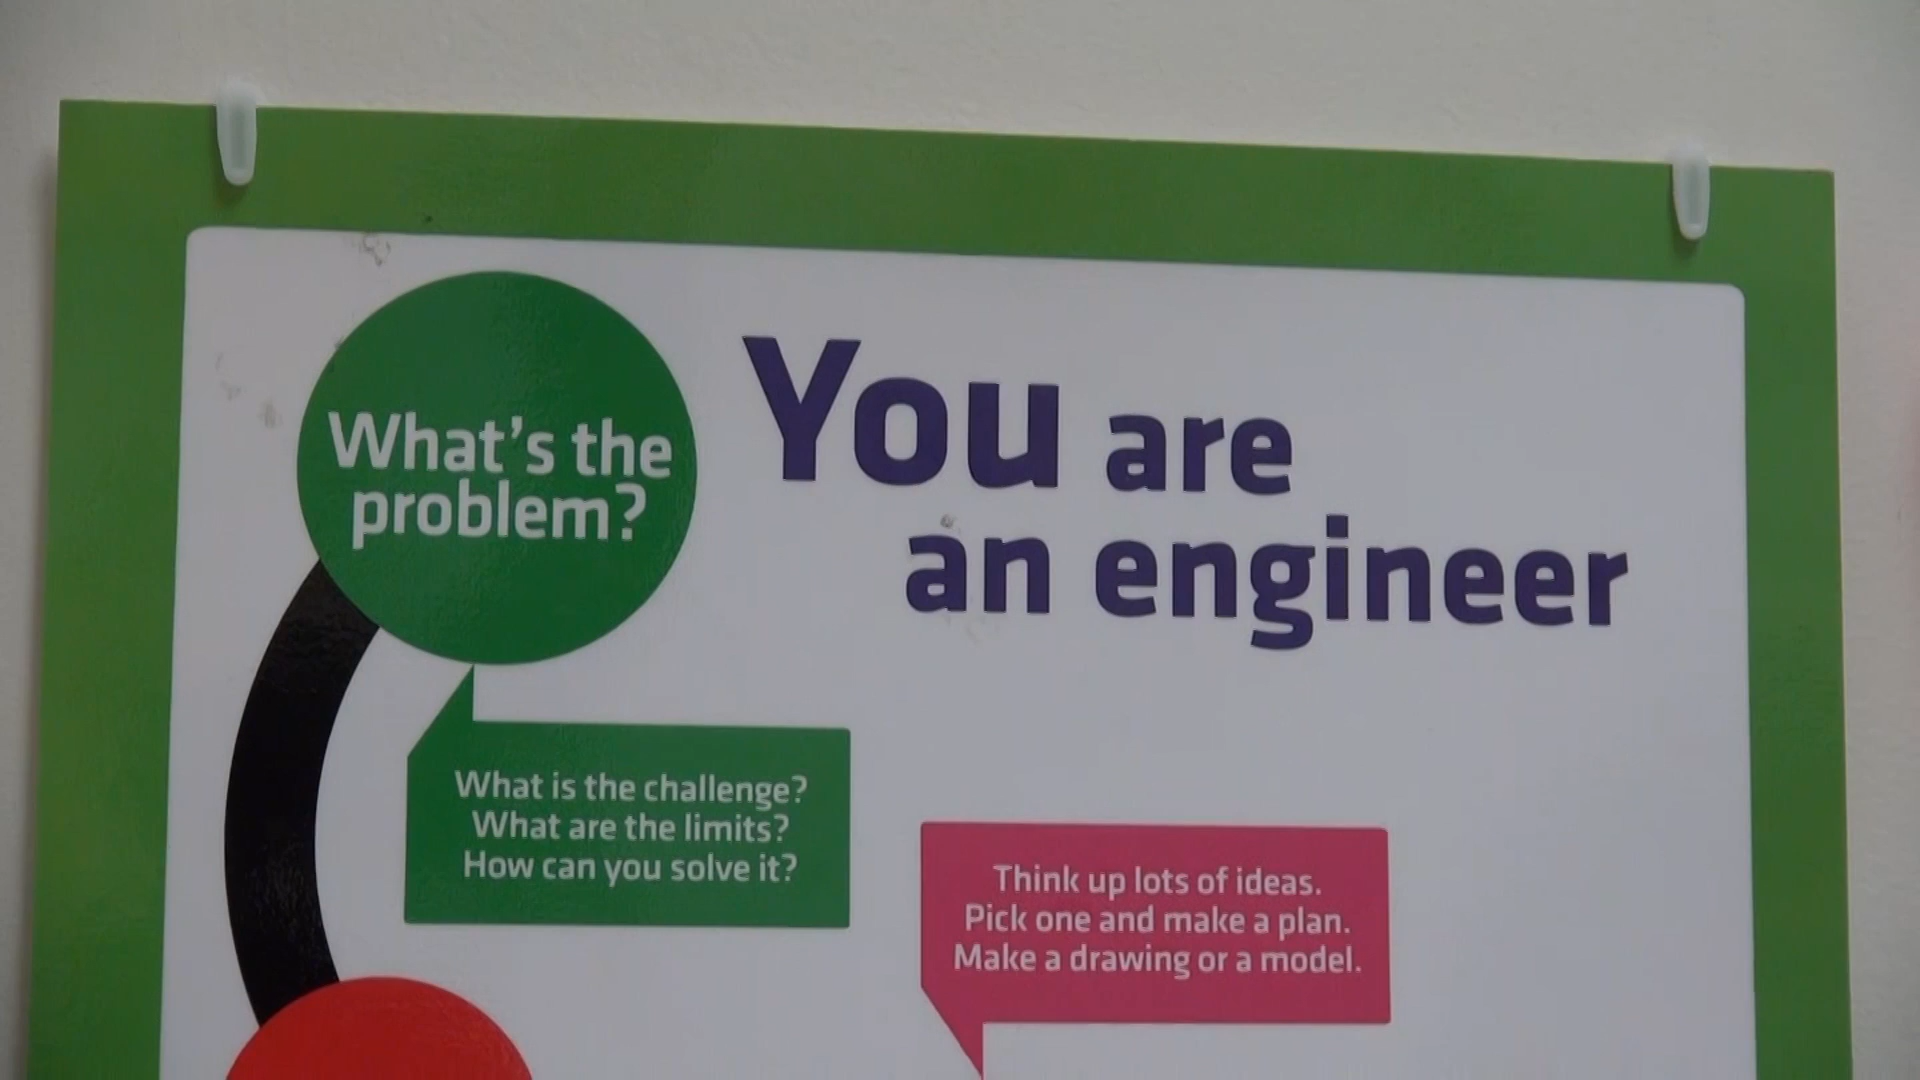 What's the
problem?
You are
an engineer
What is the challenge?
What are the limits?
How can you solve it?
Think up lots of ideas.
Pick one and make a plan.
Make a drawing or a model.